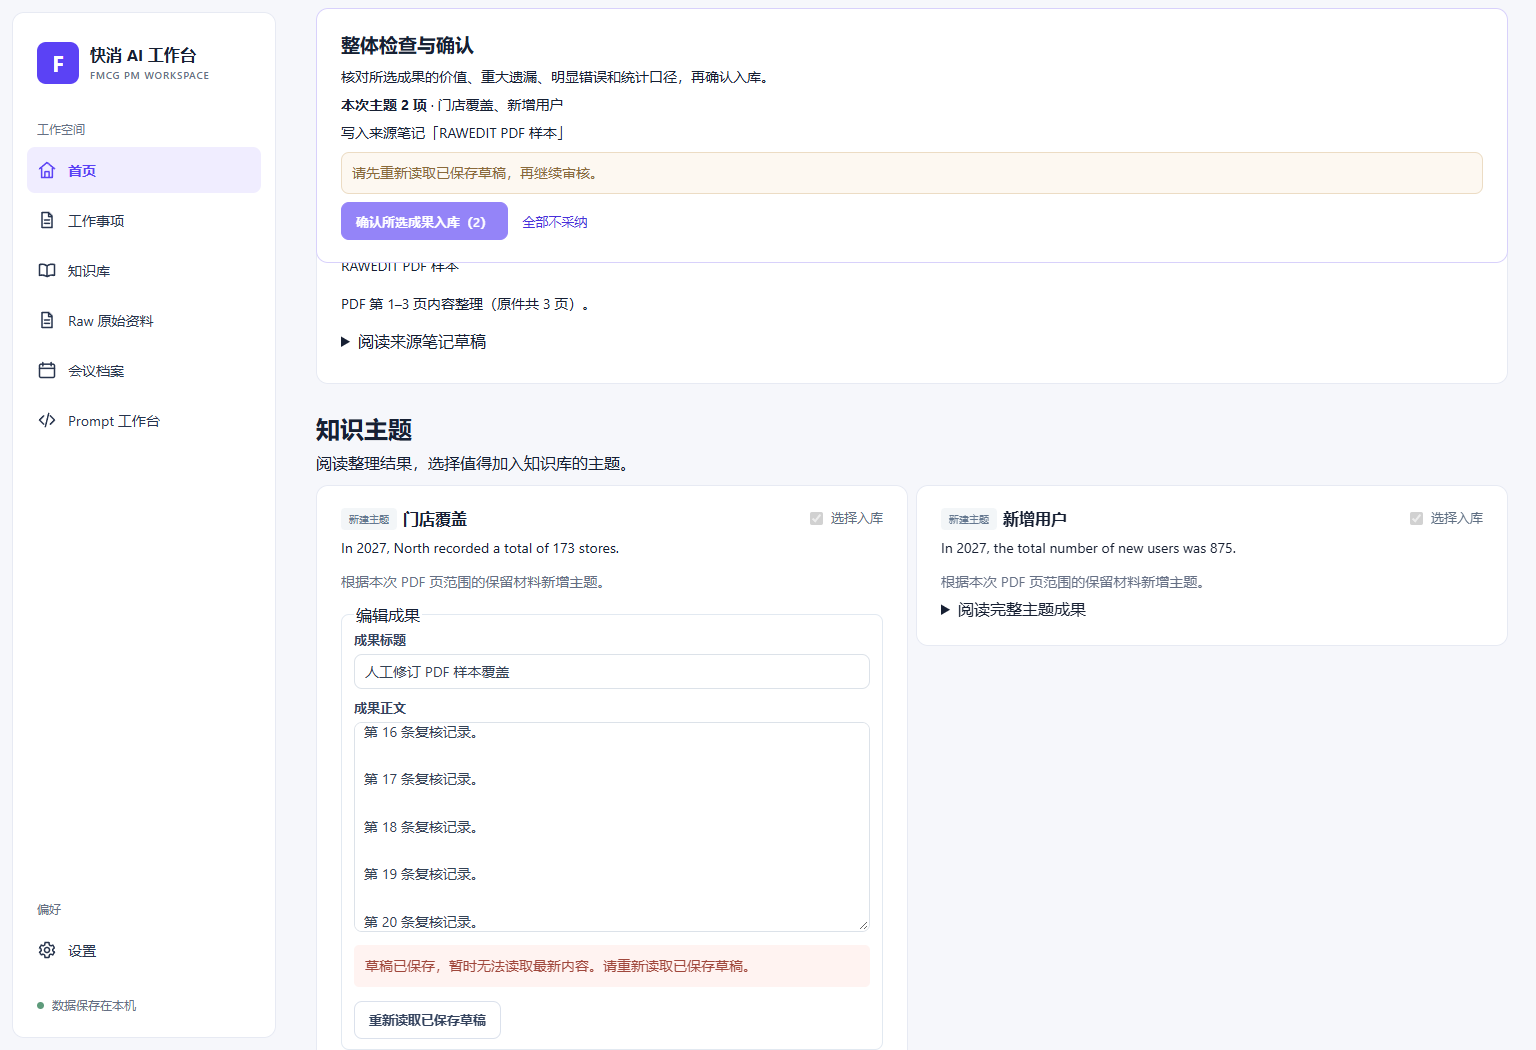 F
快消 AI 工作台
FMCG PM WORKSPACE
工作空间
首页
工作事项
知识库
Raw 原始资料
会议档案
Prompt 工作台
偏好
设置
数据保存在本机
整体检查与确认
核对所选成果的价值、重大遗漏、明显错误和统计口径，再确认入库。
本次主题 2 项 · 门店覆盖、新增用户
写入来源笔记「RAWEDIT PDF 样本」
请先重新读取已保存草稿，再继续审核。
确认所选成果入库（2） 全部不采纳
RAWEDIT PDF 样本
PDF 第 1–3 页内容整理（原件共 3 页）。
阅读来源笔记草稿
知识主题
阅读整理结果，选择值得加入知识库的主题。
新建主题 门店覆盖 选择入库
In 2027, North recorded a total of 173 stores.
根据本次 PDF 页范围的保留材料新增主题。
编辑成果
成果标题
人工修订 PDF 样本覆盖
成果正文
第 16 条复核记录。
第 17 条复核记录。
第 18 条复核记录。
第 19 条复核记录。
第 20 条复核记录。
草稿已保存，暂时无法读取最新内容。请重新读取已保存草稿。
重新读取已保存草稿
新建主题 新增用户 选择入库
In 2027, the total number of new users was 875.
根据本次 PDF 页范围的保留材料新增主题。
阅读完整主题成果